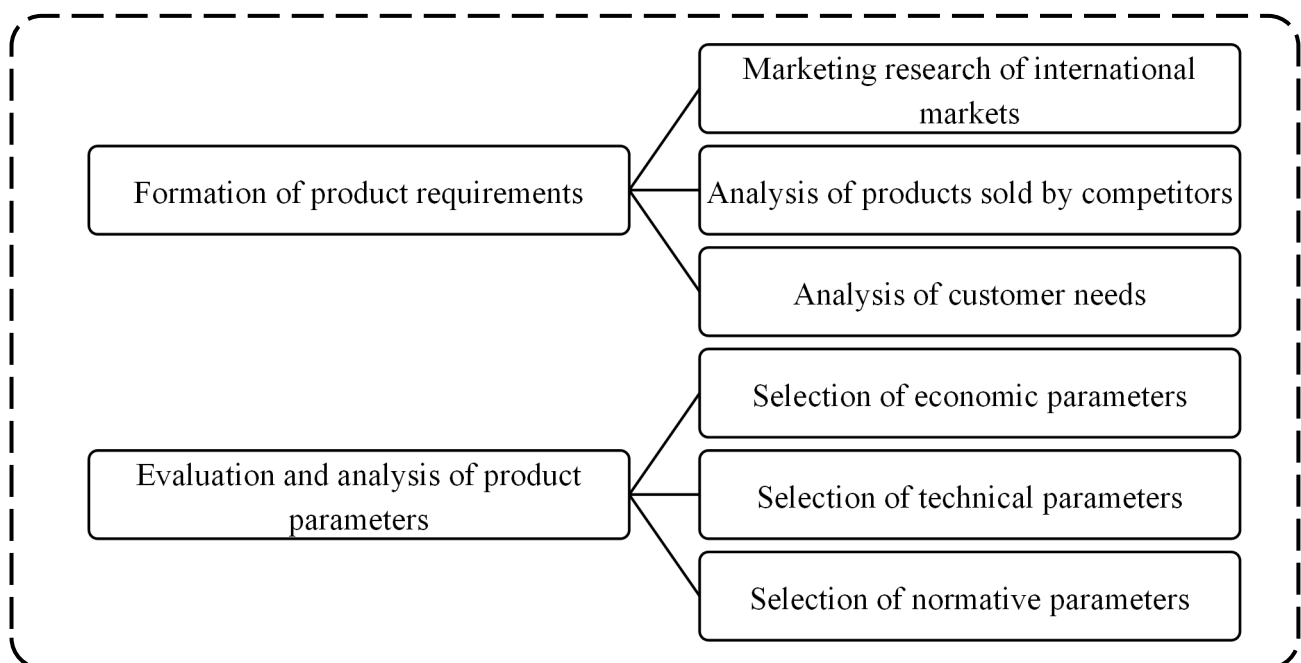 Formation of product requirements
Marketing research of international
markets
Analysis of products sold by competitors
Analysis of customer needs
Evaluation and analysis of product
parameters
Selection of economic parameters
Selection of technical parameters
Selection of normative parameters